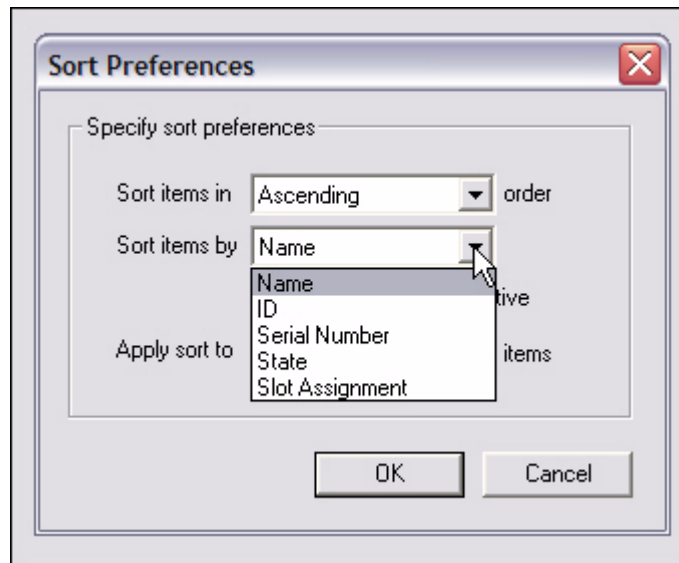 Sort Preferences
Specify sort preferences
Sort items in Ascending order
Sort items by Name
Name
ID
Serial Number
State
Slot Assignment
Apply sort to items
OK Cancel